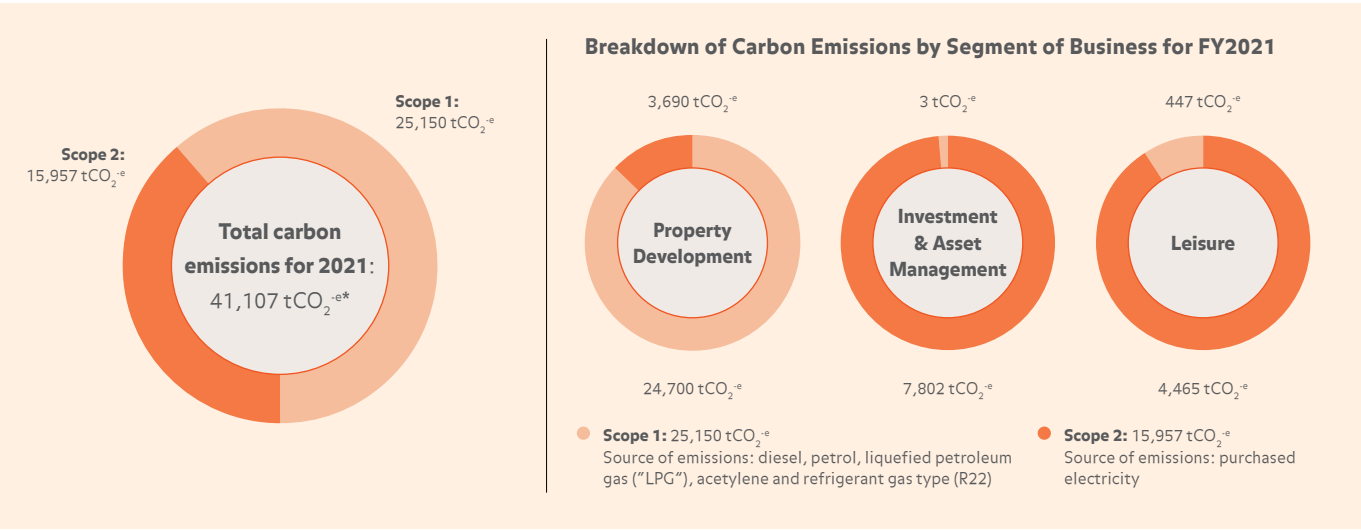 Scope 1:
25,150 tCO₂⁻ᵉ
Scope 2:
15,957 tCO₂⁻ᵉ
Total carbon
emissions for 2021:
41,107 tCO₂⁻ᵉ*
Breakdown of Carbon Emissions by Segment of Business for FY2021
3,690 tCO₂⁻ᵉ
Property
Development
24,700 tCO₂⁻ᵉ
3 tCO₂⁻ᵉ
Investment
& Asset
Management
7,802 tCO₂⁻ᵉ
447 tCO₂⁻ᵉ
Leisure
4,465 tCO₂⁻ᵉ
Scope 1: 25,150 tCO₂⁻ᵉ
Source of emissions: diesel, petrol, liquefied petroleum
gas (”LPG“), acetylene and refrigerant gas type (R22)
Scope 2: 15,957 tCO₂⁻ᵉ
Source of emissions: purchased
electricity